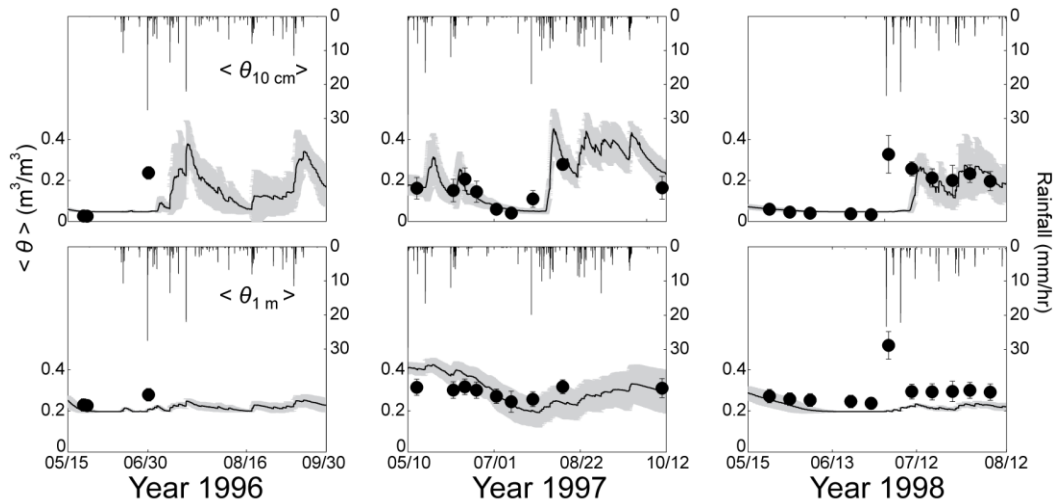 0 0 0
10 10 10
< θ 10 cm > 20 20 20
30 30 30
0.4 0.4 0.4
0.2 0.2 0.2
0 0 0
< θ > (m³/m³)
Rainfall (mm/hr)
0 0 0
10 10 10
< θ 1 m > 20 20 20
30 30 30
0.4 0.4 0.4
0.2 0.2 0.2
0 0 0
05/15 06/30 08/16 09/30 05/10 07/01 08/22 10/12 05/15 06/13 07/12 08/12
Year 1996 Year 1997 Year 1998